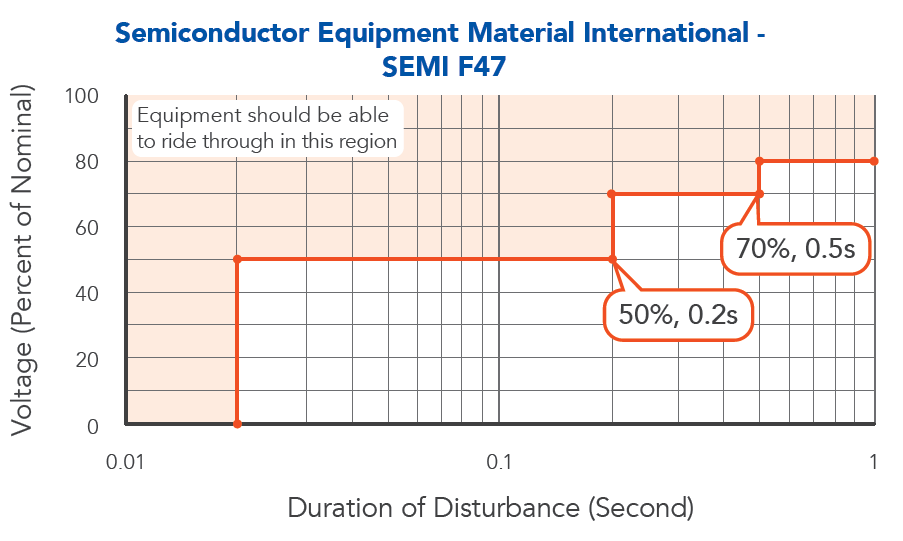 Semiconductor Equipment Material International -
SEMI F47
Voltage (Percent of Nominal)
100
80
60
40
20
0
Equipment should be able
to ride through in this region
70%, 0.5s
50%, 0.2s
0.01
0.1
1
Duration of Disturbance (Second)